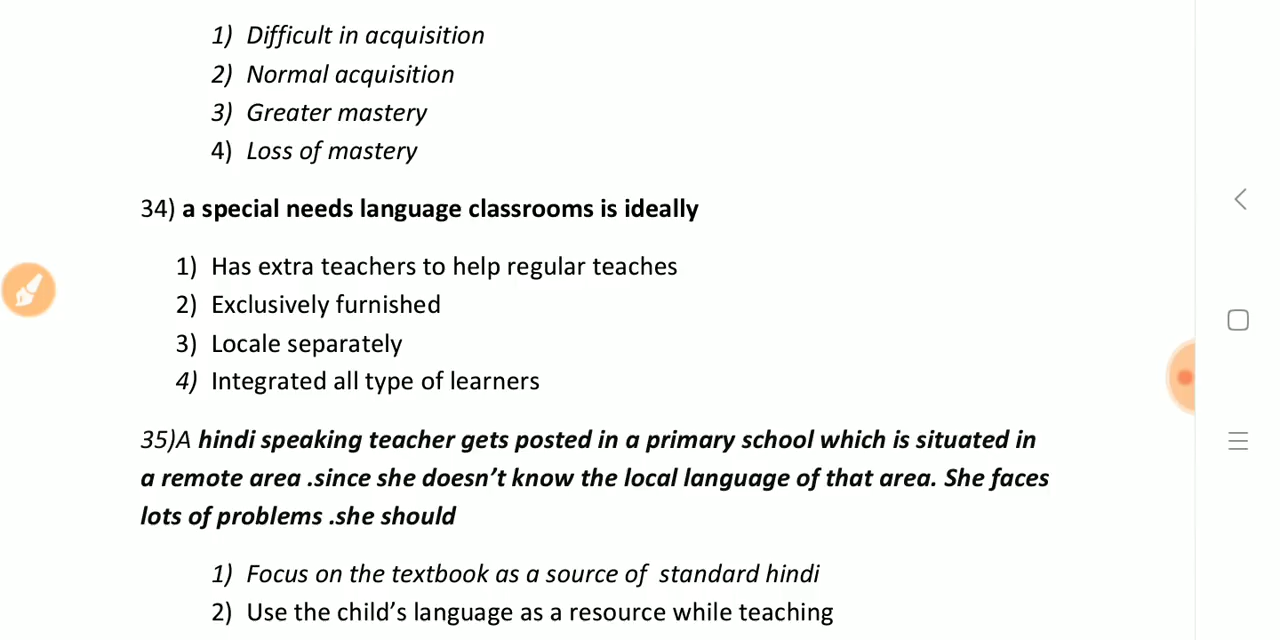 1) Difficult in acquisition
2) Normal acquisition
3) Greater mastery
4) Loss of mastery
34) a special needs language classrooms is ideally
1) Has extra teachers to help regular teaches
2) Exclusively furnished
3) Locale separately
4) Integrated all type of learners
35)A hindi speaking teacher gets posted in a primary school which is situated in
a remote area .since she doesn’t know the local language of that area. She faces
lots of problems .she should
1) Focus on the textbook as a source of standard hindi
2) Use the child’s language as a resource while teaching